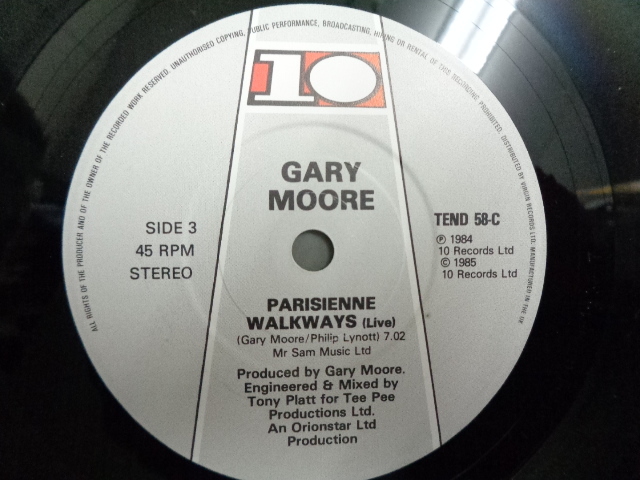 ALL RIGHTS OF THE PRODUCER AND OF THE OWNER OF THE RECORDED WORK RESERVED. UNAUTHORISED COPYING, PUBLIC PERFORMANCE, BROADCASTING, HIRING OR RENTAL OF THIS RECORDING PROHIBITED. DISTRIBUTED BY VIRGIN RECORDS LTD. MANUFACTURED IN THE UK
10
GARY
MOORE
SIDE 3
45 RPM
STEREO
TEND 58-C
℗ 1984
10 Records Ltd
© 1985
10 Records Ltd
PARISIENNE
WALKWAYS (Live)
(Gary Moore/Philip Lynott) 7.02
Mr Sam Music Ltd
Produced by Gary Moore.
Engineered & Mixed by
Tony Platt for Tee Pee
Productions Ltd.
An Orionstar Ltd
Production